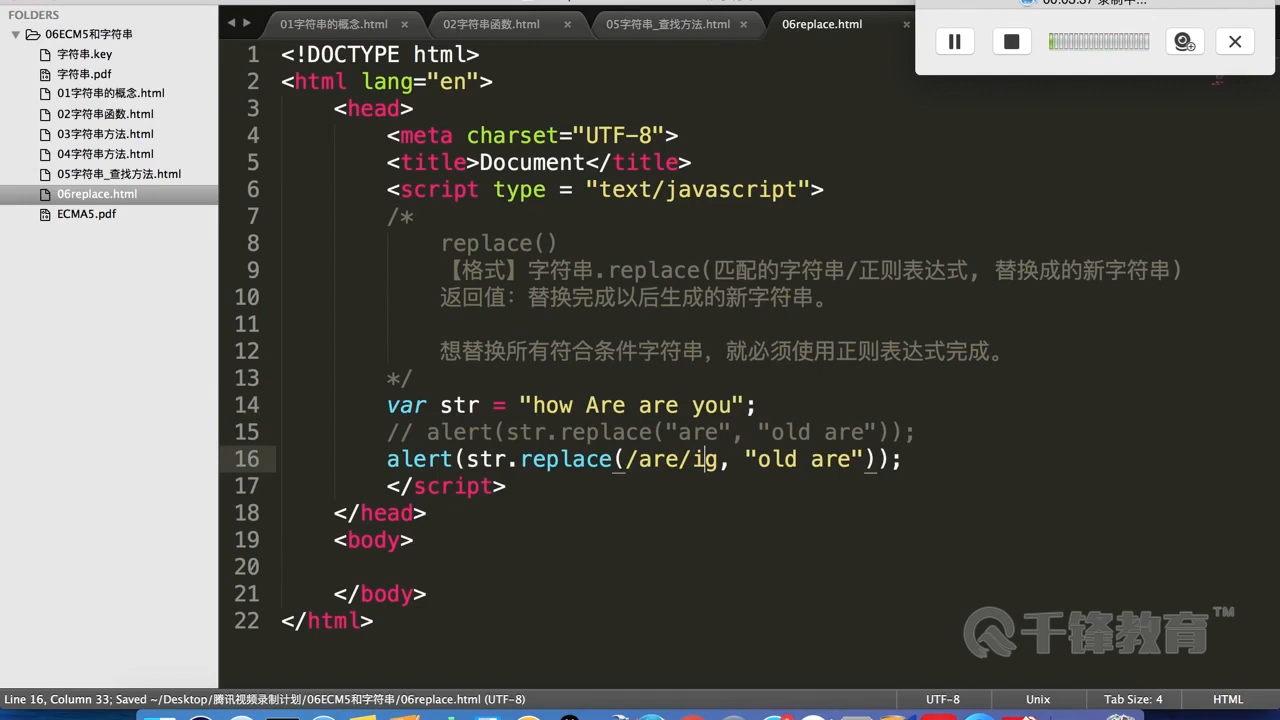 FOLDERS
06ECM5和字符串
字符串.key
字符串.pdf
01字符串的概念.html
02字符串函数.html
03字符串方法.html
04字符串方法.html
05字符串_查找方法.html
06replace.html
ECMA5.pdf
01字符串的概念.html
02字符串函数.html
05字符串_查找方法.html
06replace.html
1 <!DOCTYPE html>
2 <html lang="en">
3 <head>
4 <meta charset="UTF-8">
5 <title>Document</title>
6 <script type = "text/javascript">
7 /*
8 replace()
9 【格式】字符串.replace(匹配的字符串/正则表达式, 替换成的新字符串)
10 返回值：替换完成以后生成的新字符串。
11
12 想替换所有符合条件字符串，就必须使用正则表达式完成。
13 */
14 var str = "how Are are you";
15 // alert(str.replace("are", "old are"));
16 alert(str.replace(/are/ig, "old are"));
17 </script>
18 </head>
19 <body>
20
21 </body>
22 </html>
千锋教育™
Line 16, Column 33; Saved ~/Desktop/腾讯视频录制计划/06ECM5和字符串/06replace.html (UTF-8)
UTF-8
Unix
Tab Size: 4
HTML